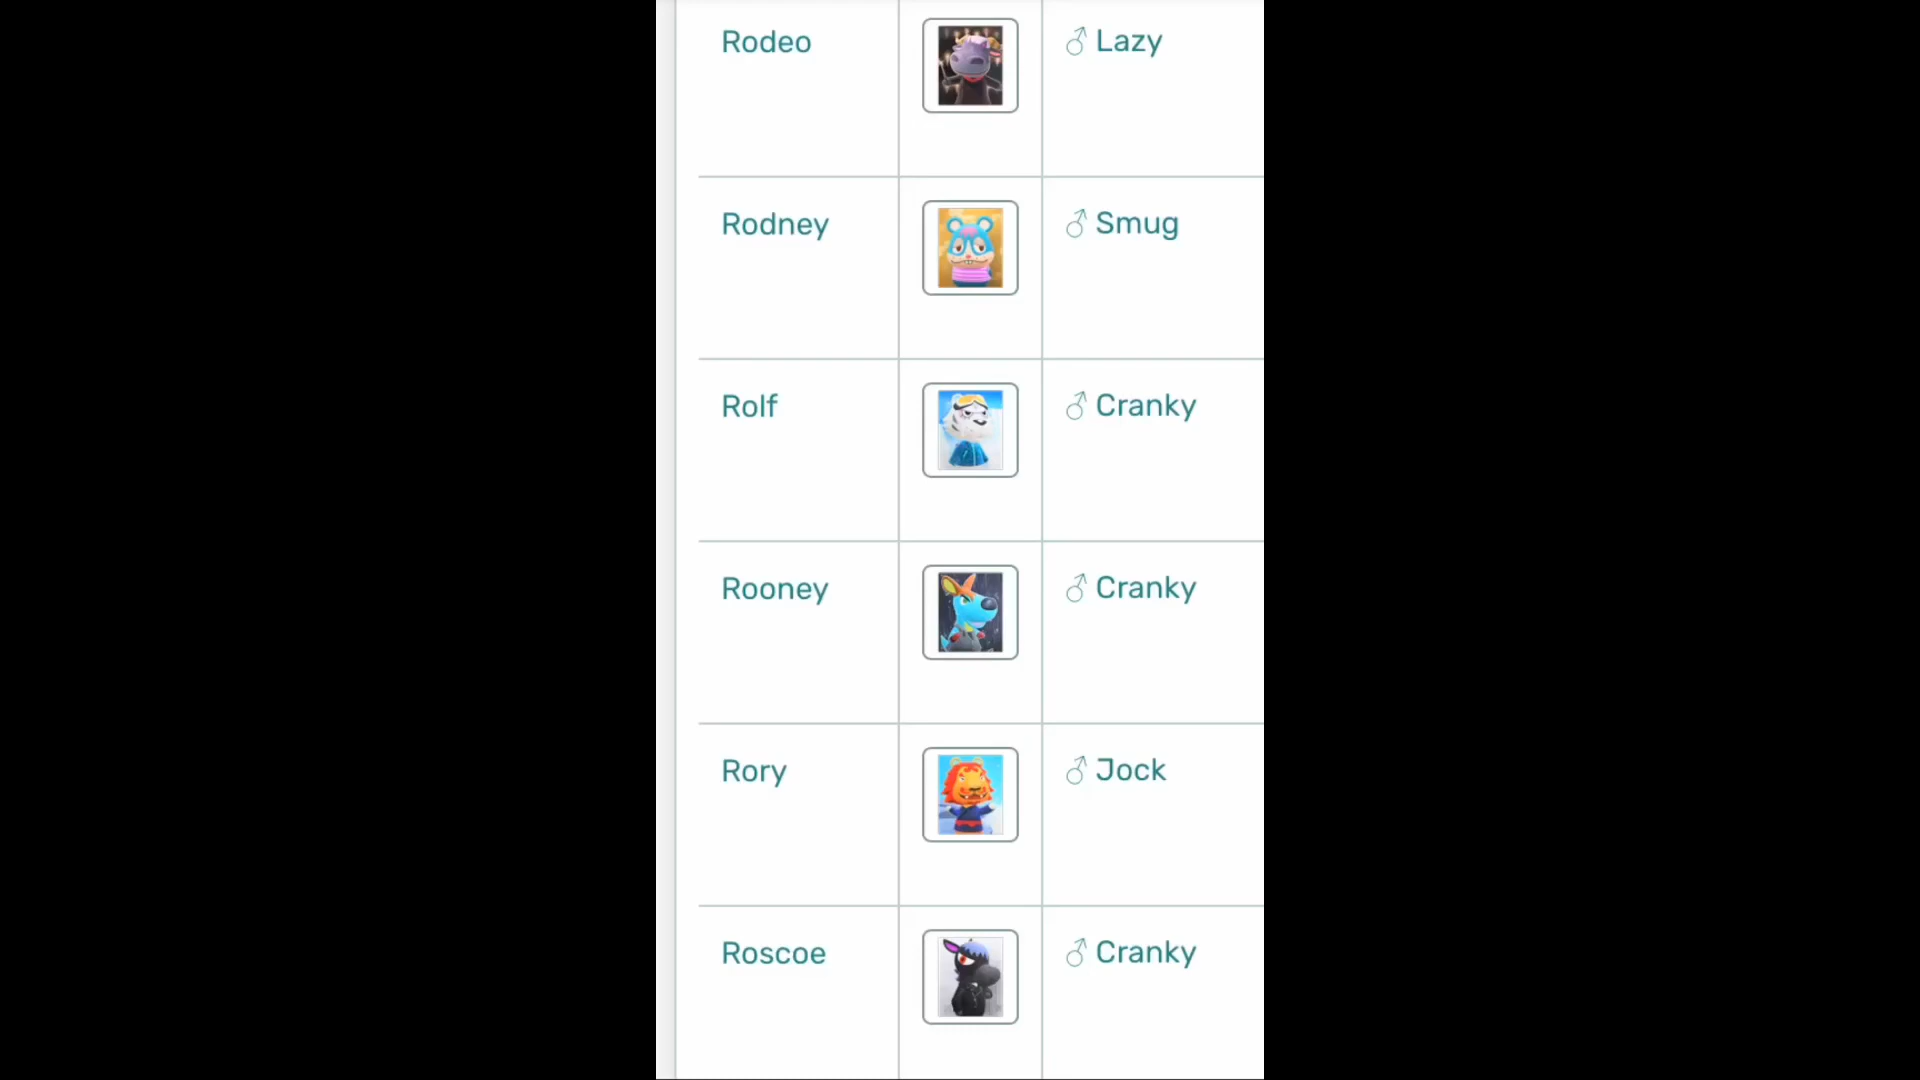 Rodeo ♂ Lazy
Rodney ♂ Smug
Rolf ♂ Cranky
Rooney ♂ Cranky
Rory ♂ Jock
Roscoe ♂ Cranky